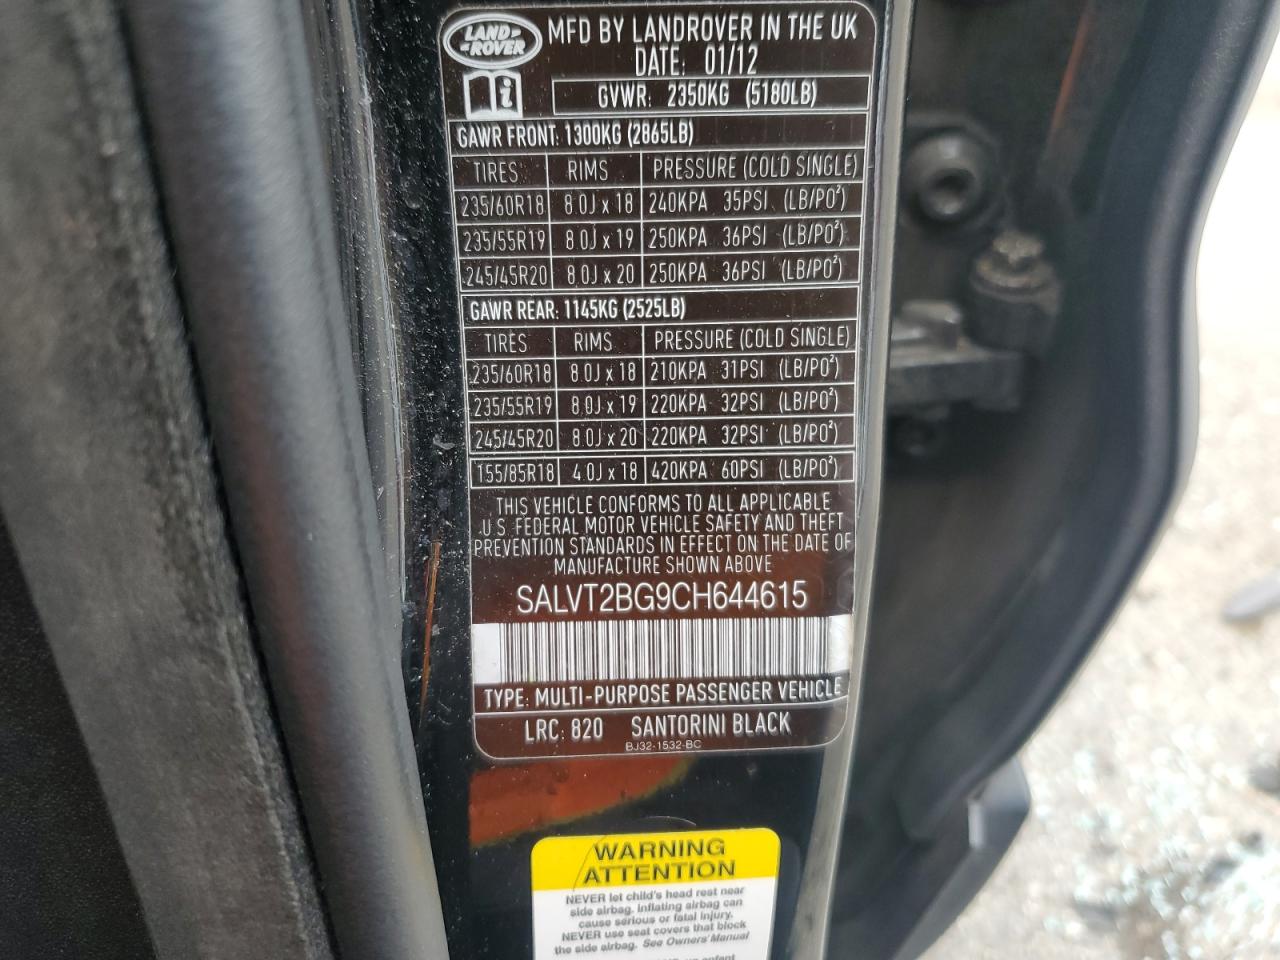 LAND-
-ROVER
MFD BY LANDROVER IN THE UK
DATE: 01/12
i
GVWR: 2350KG (5180LB)
GAWR FRONT: 1300KG (2865LB)
TIRES RIMS PRESSURE (COLD SINGLE)
235/60R18 8.0J x 18 240KPA 35PSI (LB/PO²)
235/55R19 8.0J x 19 250KPA 36PSI (LB/PO²)
245/45R20 8.0J x 20 250KPA 36PSI (LB/PO²)
GAWR REAR: 1145KG (2525LB)
TIRES RIMS PRESSURE (COLD SINGLE)
235/60R18 8.0J x 18 210KPA 31PSI (LB/PO²)
235/55R19 8.0J x 19 220KPA 32PSI (LB/PO²)
245/45R20 8.0J x 20 220KPA 32PSI (LB/PO²)
155/85R18 4.0J x 18 420KPA 60PSI (LB/PO²)
THIS VEHICLE CONFORMS TO ALL APPLICABLE
U.S. FEDERAL MOTOR VEHICLE SAFETY AND THEFT
PREVENTION STANDARDS IN EFFECT ON THE DATE OF
MANUFACTURE SHOWN ABOVE
SALVT2BG9CH644615
TYPE: MULTI-PURPOSE PASSENGER VEHICLE
LRC: 820 SANTORINI BLACK
BJ32-1532-BC
WARNING
ATTENTION
NEVER let child's head rest near
side airbag. Inflating airbag can
cause serious or fatal injury.
NEVER use seat covers that block
the side airbag. See Owners Manual